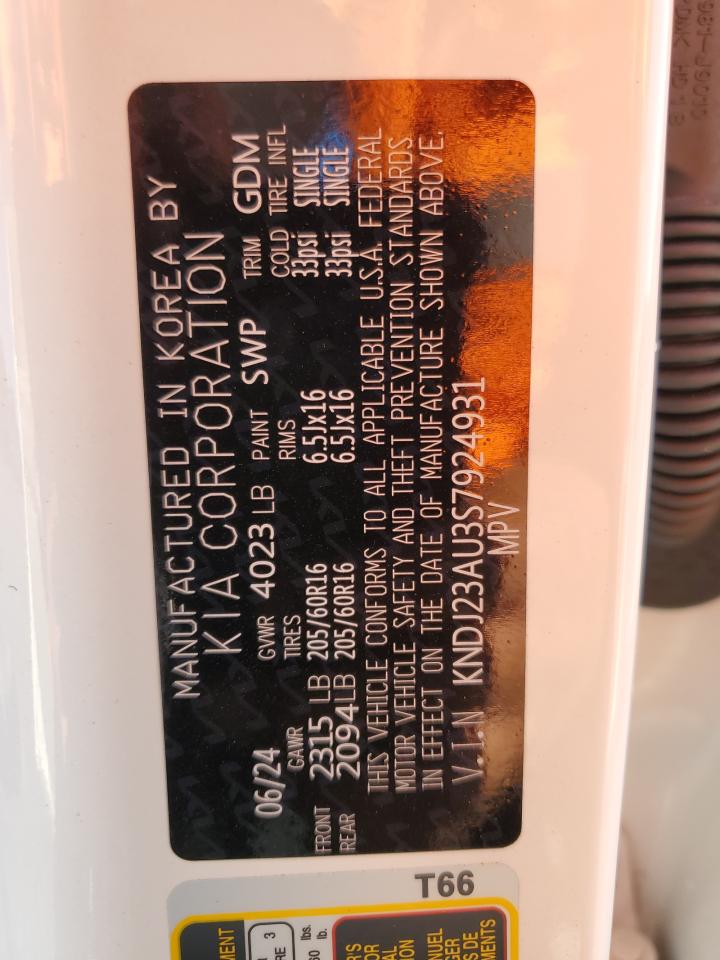 MANUFACTURED IN KOREA BY
KIA CORPORATION
06/24 GVWR 4023 LB PAINT SWP TRIM GDM
GAWR TIRES RIMS COLD TIRE INFL
FRONT 2315 LB 205/60R16 6.5Jx16 33psi SINGLE
REAR 2094LB 205/60R16 6.5Jx16 33psi SINGLE
THIS VEHICLE CONFORMS TO ALL APPLICABLE U.S.A. FEDERAL
MOTOR VEHICLE SAFETY AND THEFT PREVENTION STANDARDS
IN EFFECT ON THE DATE OF MANUFACTURE SHOWN ABOVE.
V.I.N KNDJ23AU3S7924931
MPV
T66